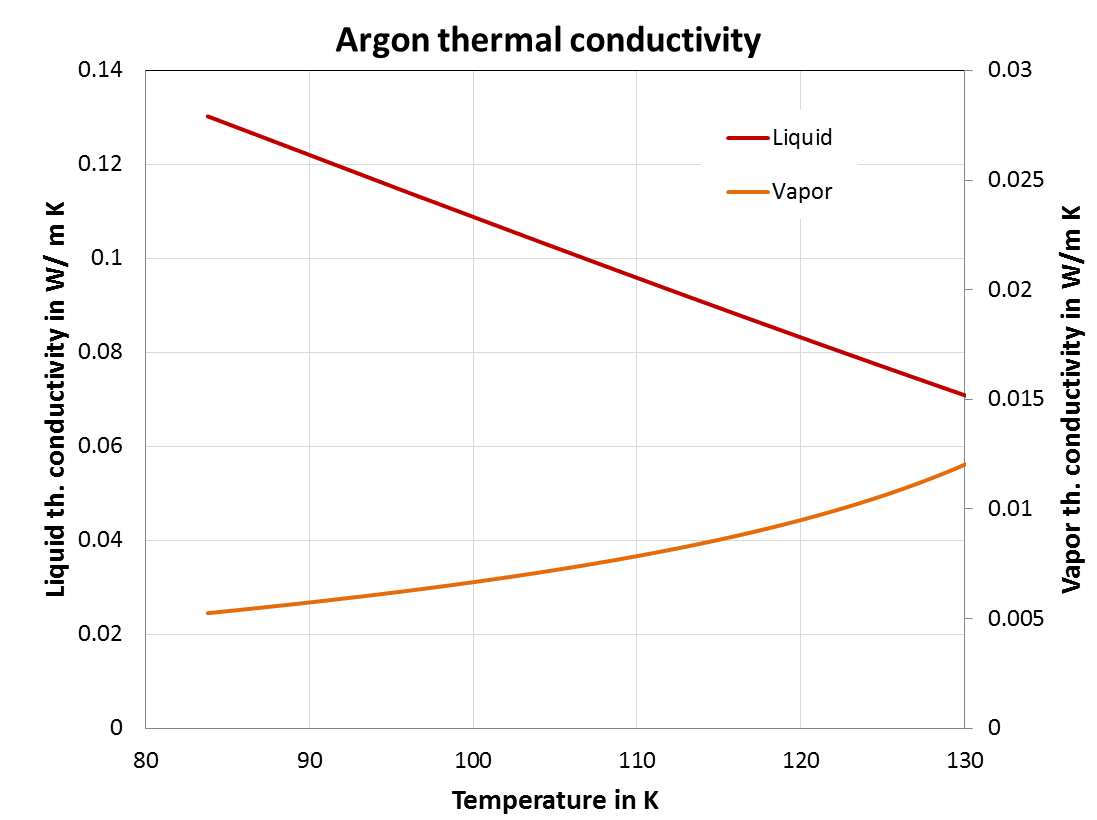 Argon thermal conductivity
0.14
0.12
0.1
0.08
0.06
0.04
0.02
0
Liquid th. conductivity in W/ m K
0.03
0.025
0.02
0.015
0.01
0.005
0
Vapor th. conductivity in W/m K
Liquid
Vapor
80 90 100 110 120 130
Temperature in K